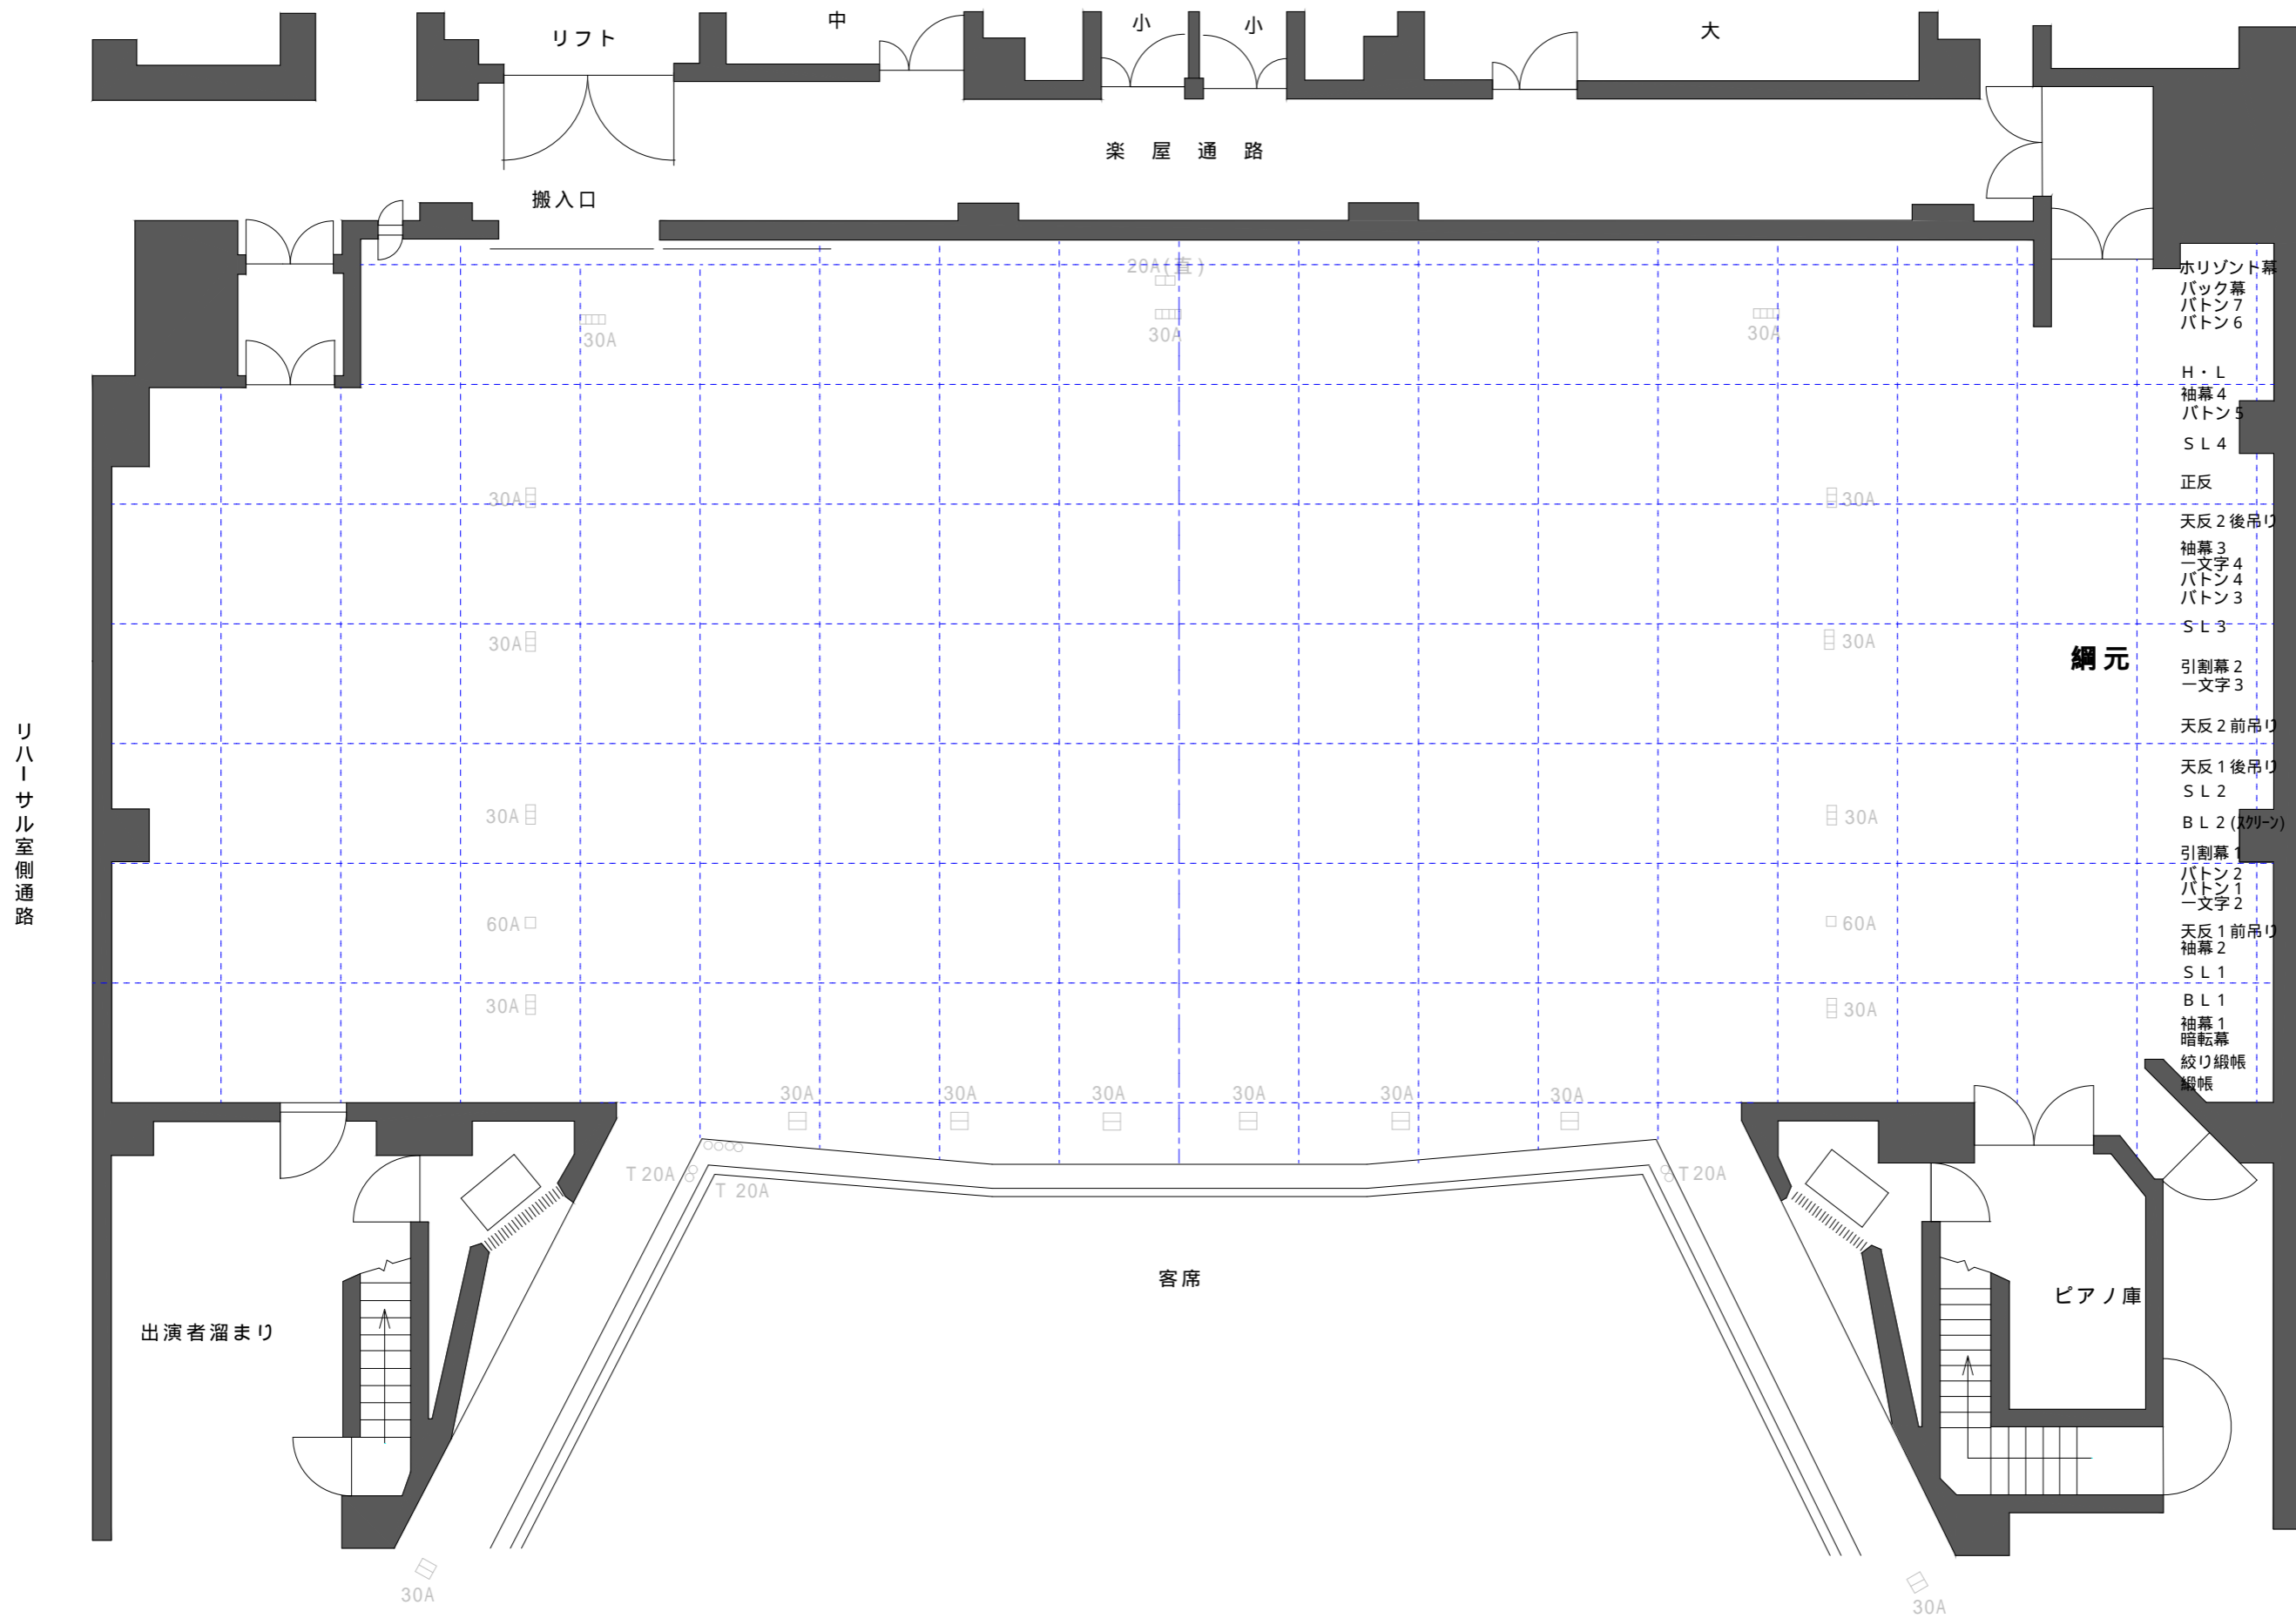 リフト
中
小
小
大
楽屋通路
搬入口
20A(直)
30A
30A
30A
ホリゾント幕
バック幕
バトン7
バトン6
H・L
袖幕4
バトン5
SL4
正反
天反2後吊り
袖幕3
一文字4
バトン4
バトン3
SL3
引割幕2
一文字3
天反2前吊り
天反1後吊り
SL2
BL2(スクリーン)
引割幕1
バトン2
バトン1
一文字2
天反1前吊り
袖幕2
SL1
BL1
袖幕1
暗転幕
絞り緞帳
緞帳
綱元
30A
30A
30A
30A
30A
30A
60A
60A
30A
30A
リハーサル室側通路
30A
30A
30A
30A
30A
30A
T20A
T 20A
T20A
客席
出演者溜まり
ピアノ庫
30A
30A